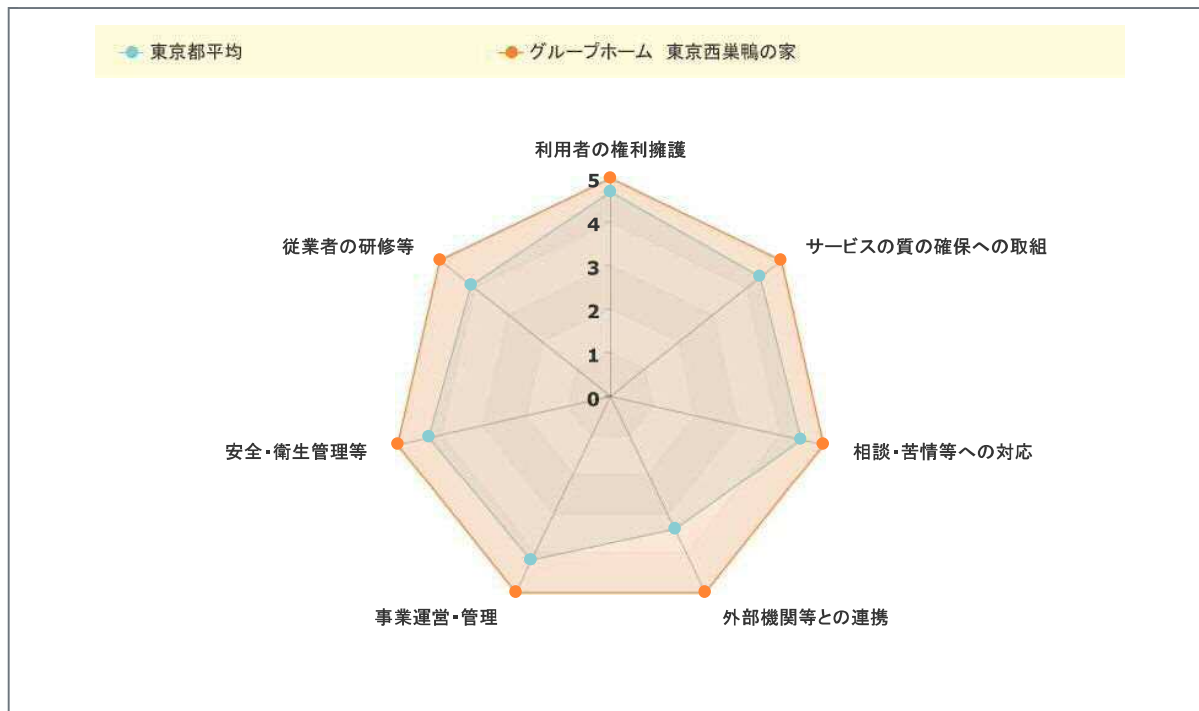 東京都平均
グループホーム　東京西巣鴨の家
利用者の権利擁護
5
4
3
2
1
0
従業者の研修等
サービスの質の確保への取組
安全・衛生管理等
相談・苦情等への対応
事業運営・管理
外部機関等との連携